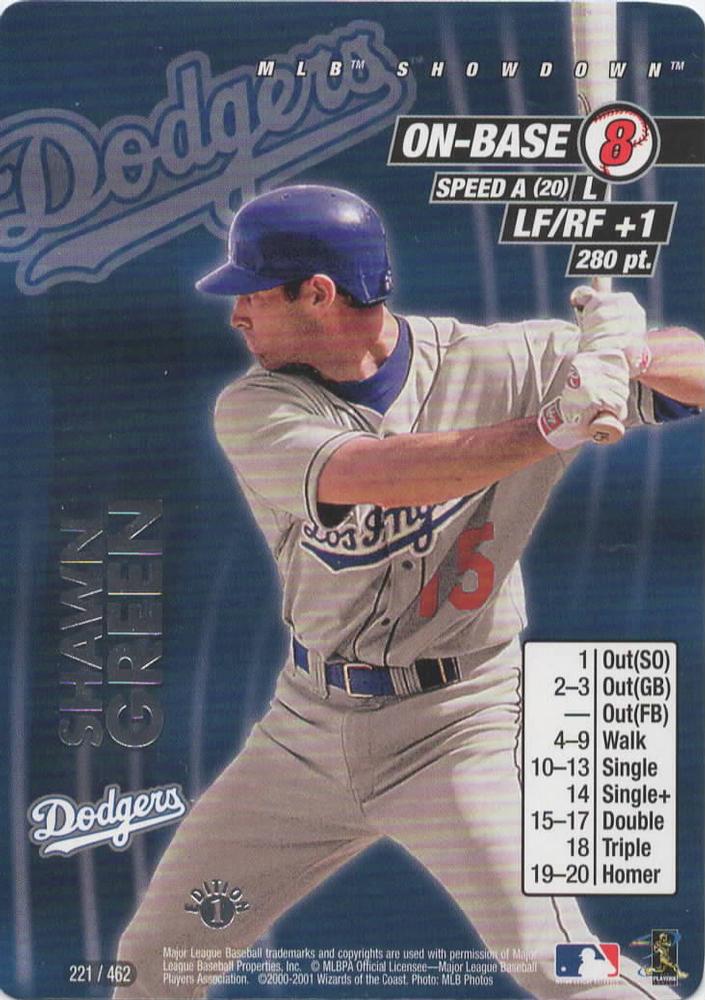 Dodgers
MLB™ SHOWDOWN™
ON-BASE 8
SPEED A (20) L
LF/RF +1
280 pt.
Los Ang
15
SHAWN
GREEN
1 Out(SO)
2–3 Out(GB)
— Out(FB)
4–9 Walk
10–13 Single
14 Single+
15–17 Double
18 Triple
19–20 Homer
Dodgers
EDITION
1
221 / 462
Major League Baseball trademarks and copyrights are used with permission of Major
League Baseball Properties, Inc. © MLBPA Official Licensee—Major League Baseball
Players Association. ©2000-2001 Wizards of the Coast. Photo: MLB Photos
PLAYERS